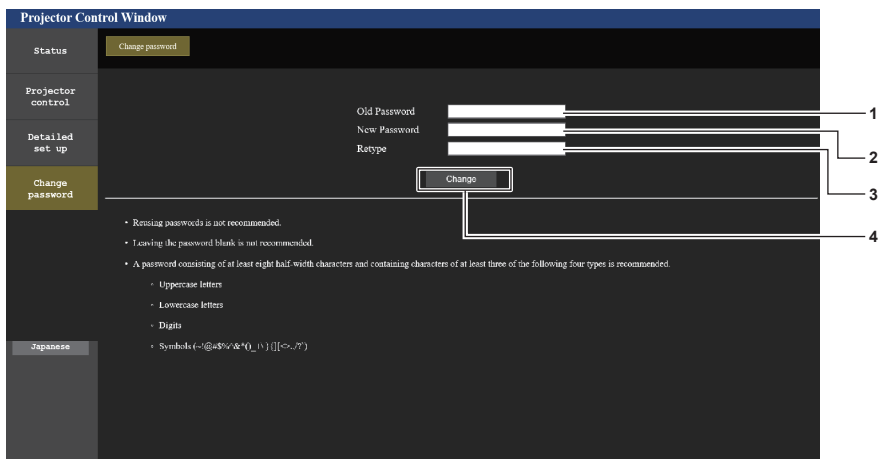 Projector Control Window
Status
Change password
Projector
control
Detailed
set up
Change
password
Japanese
Old Password
New Password
Retype
Change
1
2
3
4
• Reusing passwords is not recommended.
• Leaving the password blank is not recommended.
• A password consisting of at least eight half-width characters and containing characters of at least three of the following four types is recommended.
◦ Uppercase letters
◦ Lowercase letters
◦ Digits
◦ Symbols